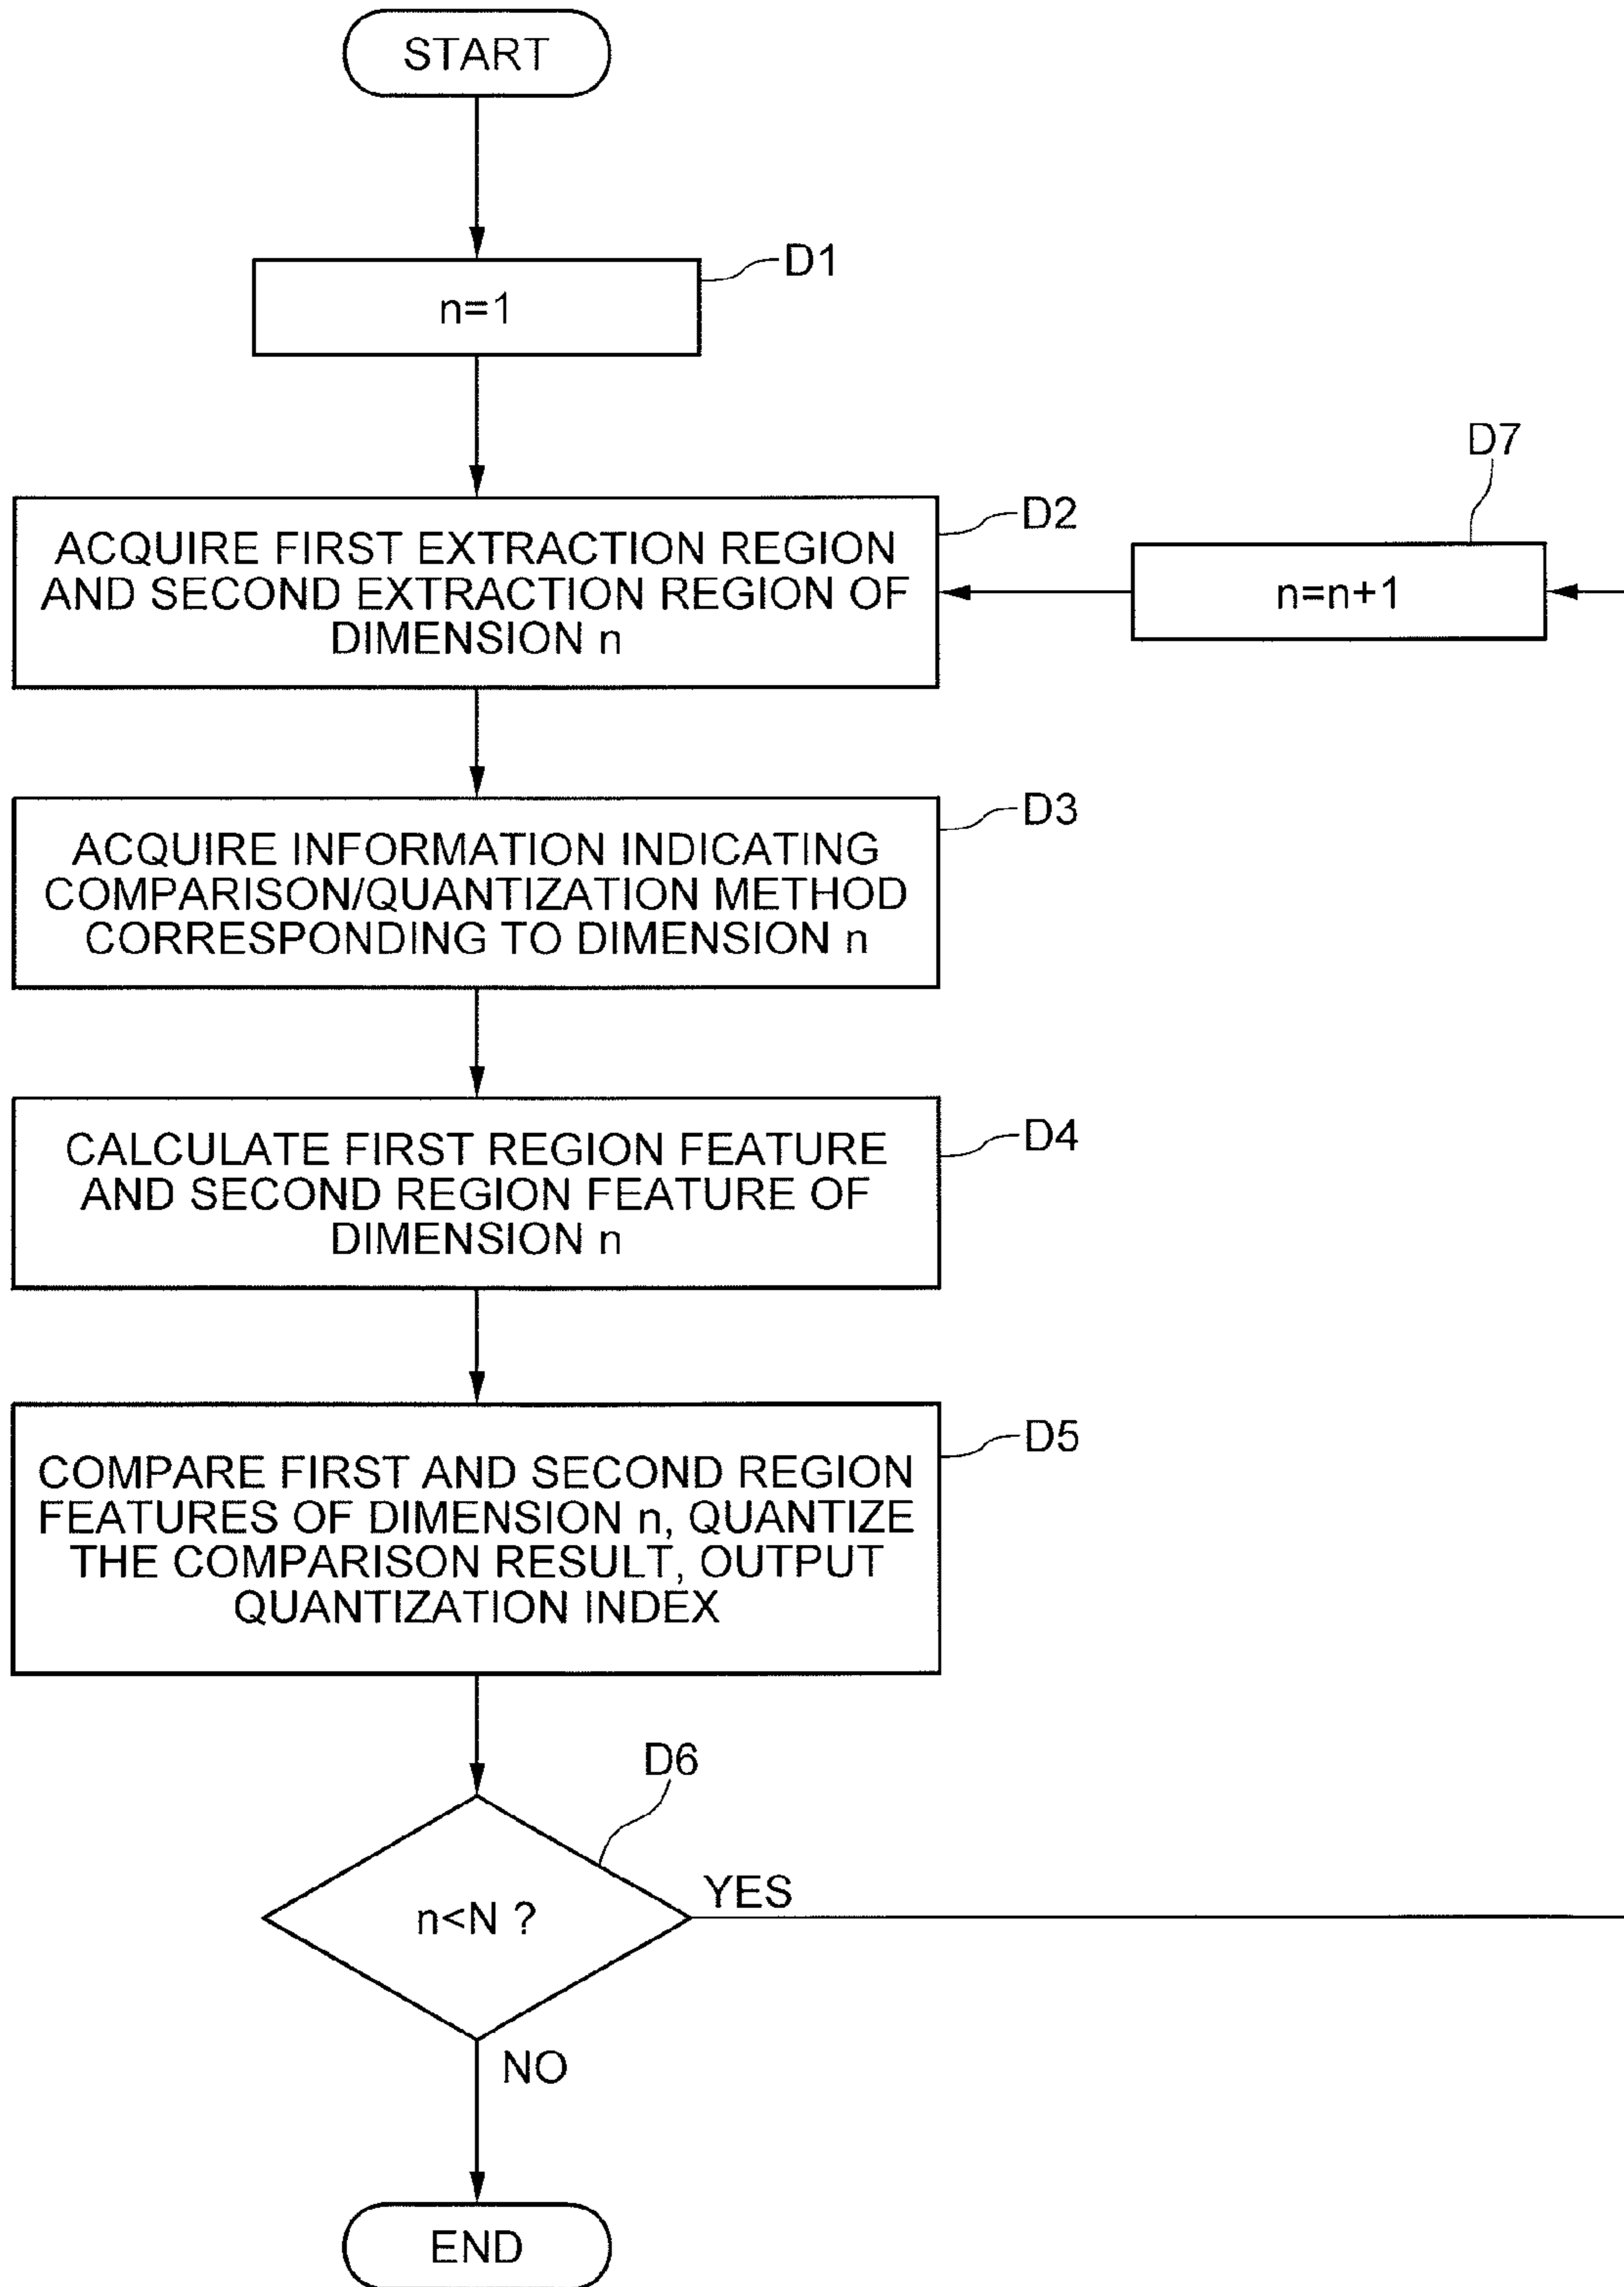 START
D1
n=1
D7
D2
ACQUIRE FIRST EXTRACTION REGION
AND SECOND EXTRACTION REGION OF
DIMENSION n
n=n+1
D3
ACQUIRE INFORMATION INDICATING
COMPARISON/QUANTIZATION METHOD
CORRESPONDING TO DIMENSION n
D4
CALCULATE FIRST REGION FEATURE
AND SECOND REGION FEATURE OF
DIMENSION n
D5
COMPARE FIRST AND SECOND REGION
FEATURES OF DIMENSION n, QUANTIZE
THE COMPARISON RESULT, OUTPUT
QUANTIZATION INDEX
D6
YES
n<N ?
NO
END